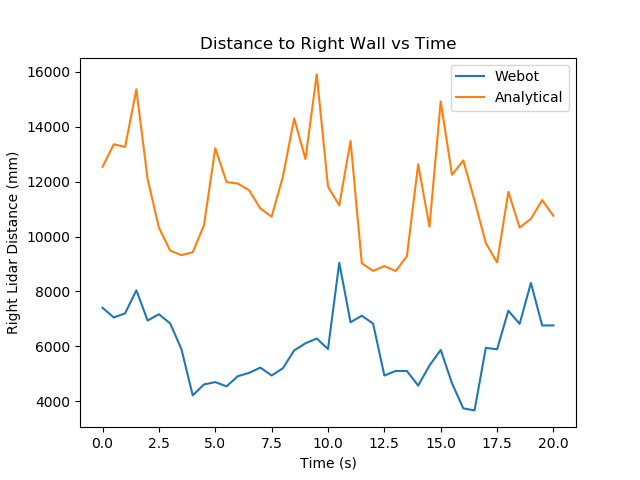 Distance to Right Wall vs Time
Webot
Analytical
Right Lidar Distance (mm)
16000
14000
12000
10000
8000
6000
4000
0.0 2.5 5.0 7.5 10.0 12.5 15.0 17.5 20.0
Time (s)